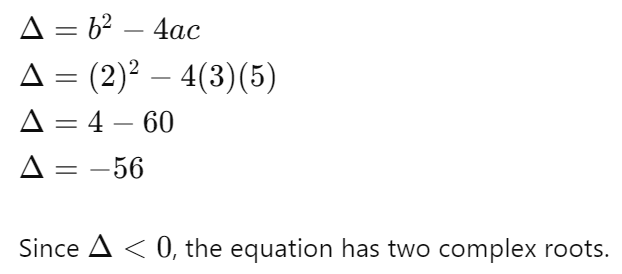 Δ = b² − 4ac
Δ = (2)² − 4(3)(5)
Δ = 4 − 60
Δ = −56
Since Δ < 0, the equation has two complex roots.